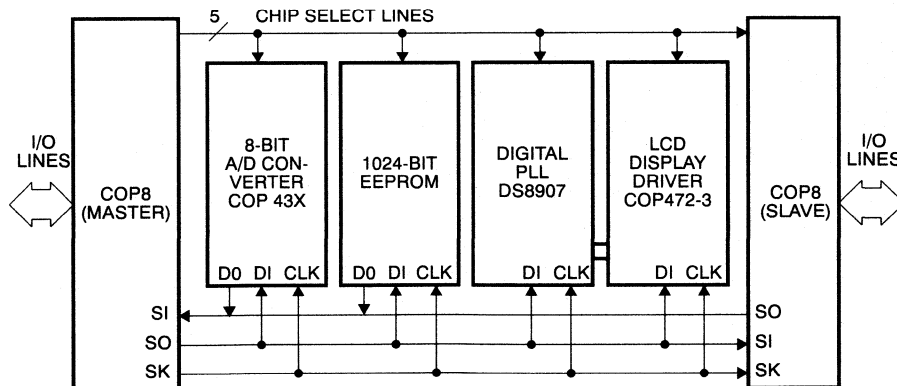 5 CHIP SELECT LINES
I/O
LINES
COP8
(MASTER)
8-BIT
A/D CON-
VERTER
COP 43X
D0 DI CLK
1024-BIT
EEPROM
D0 DI CLK
DIGITAL
PLL
DS8907
DI CLK
LCD
DISPLAY
DRIVER
COP472-3
DI CLK
COP8
(SLAVE)
I/O
LINES
SI
SO
SK
SO
SI
SK